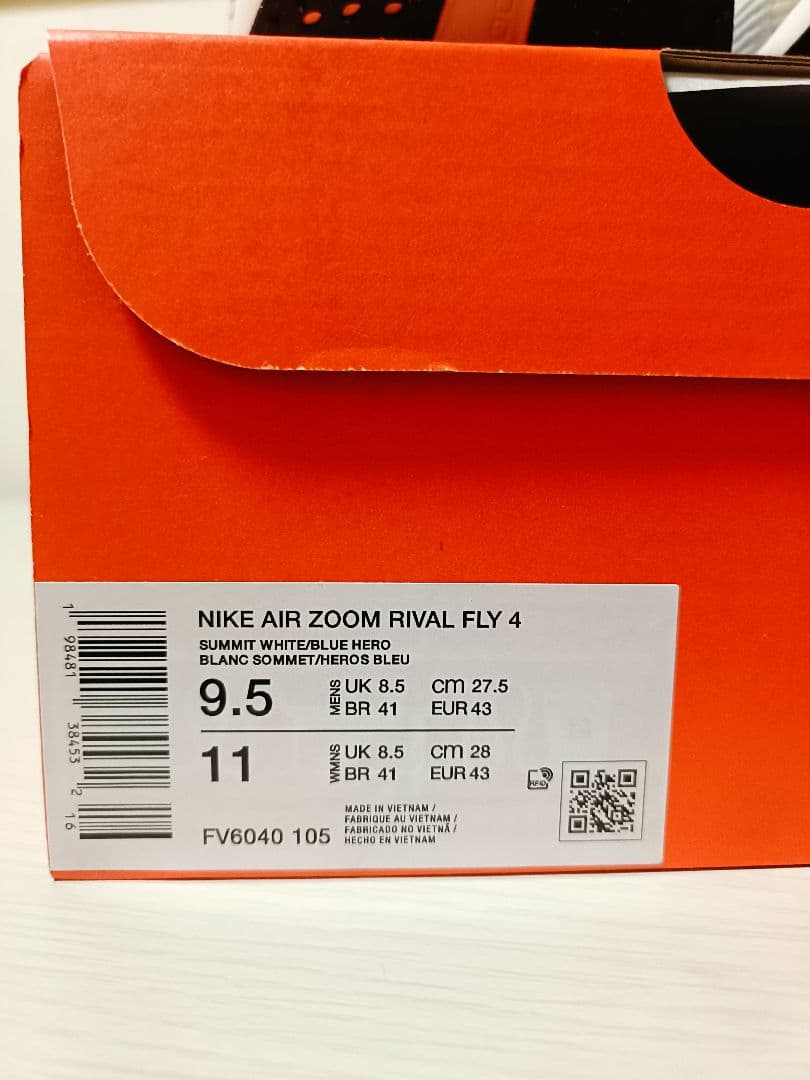 NIKE AIR ZOOM RIVAL FLY 4
SUMMIT WHITE/BLUE HERO
BLANC SOMMET/HEROS BLEU
9.5
MENS
UK 8.5 cm 27.5
BR 41 EUR 43
11
WMNS
UK 8.5 cm 28
BR 41 EUR 43
RFID
FV6040 105
MADE IN VIETNAM /
FABRIQUE AU VIETNAM /
FABRICADO NO VIETNÃ /
HECHO EN VIETNAM
1 98481 38453 2 16